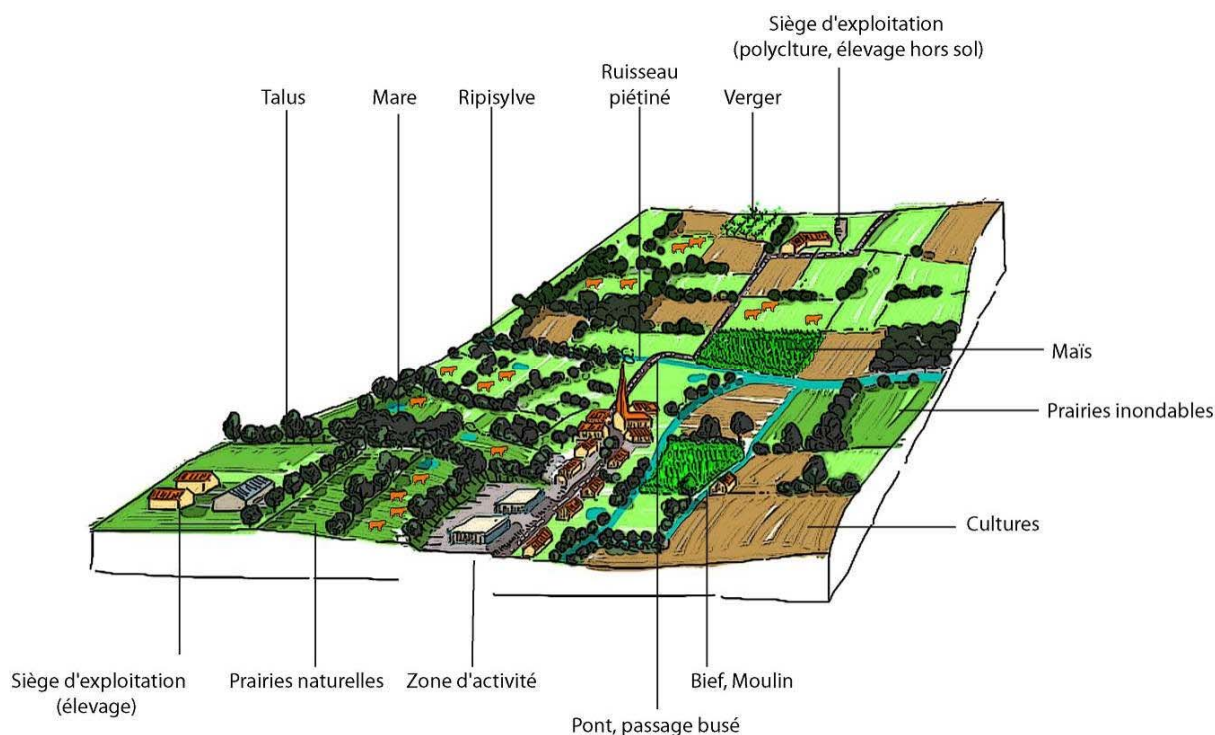 Siège d'exploitation
(polyclture, élevage hors sol)
Ruisseau
piétiné
Talus
Mare
Ripisylve
Verger
Maïs
Prairies inondables
Cultures
Siège d'exploitation
(élevage)
Prairies naturelles
Zone d'activité
Bief, Moulin
Pont, passage busé